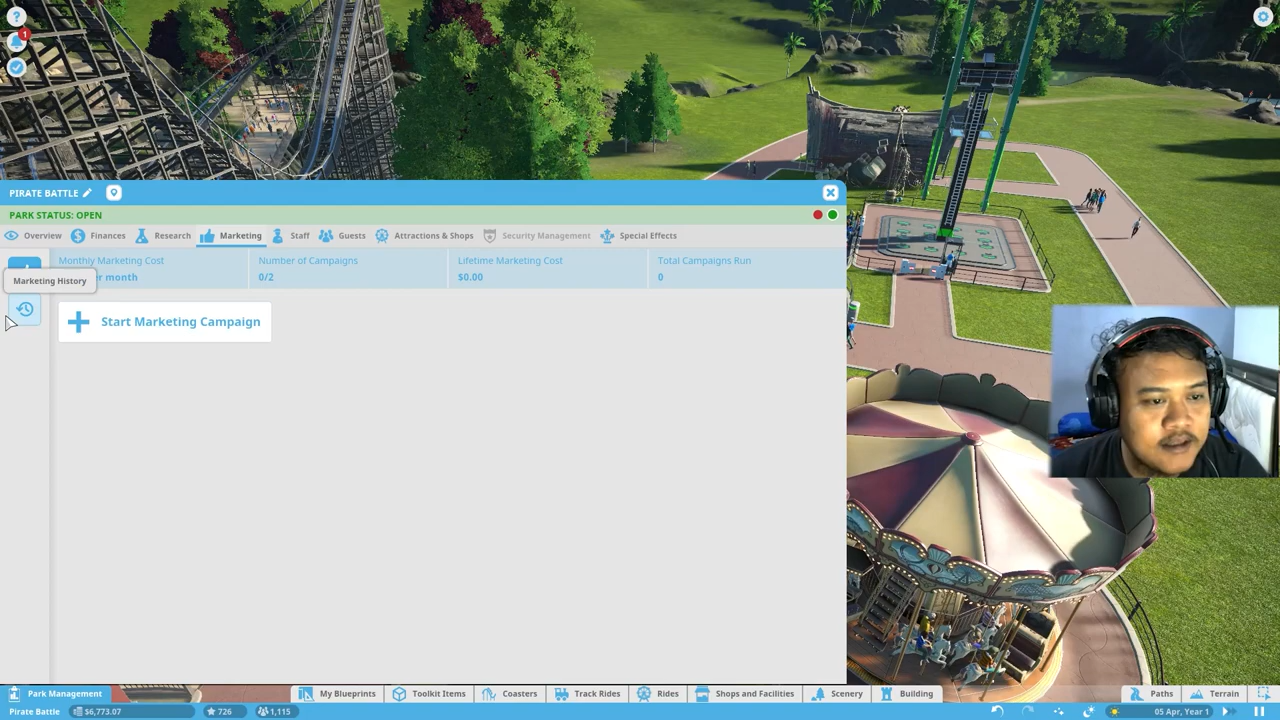 ?
1
PIRATE BATTLE
PARK STATUS: OPEN
Overview
Finances
Research
Marketing
Staff
Guests
Attractions & Shops
Security Management
Special Effects
Monthly Marketing Cost
Number of Campaigns
Lifetime Marketing Cost
Total Campaigns Run
er month
0/2
$0.00
0
Marketing History
Start Marketing Campaign
Park Management
My Blueprints
Toolkit Items
Coasters
Track Rides
Rides
Shops and Facilities
Scenery
Building
Paths
Terrain
Pirate Battle
$6,773.07
726
1,115
05 Apr, Year 1